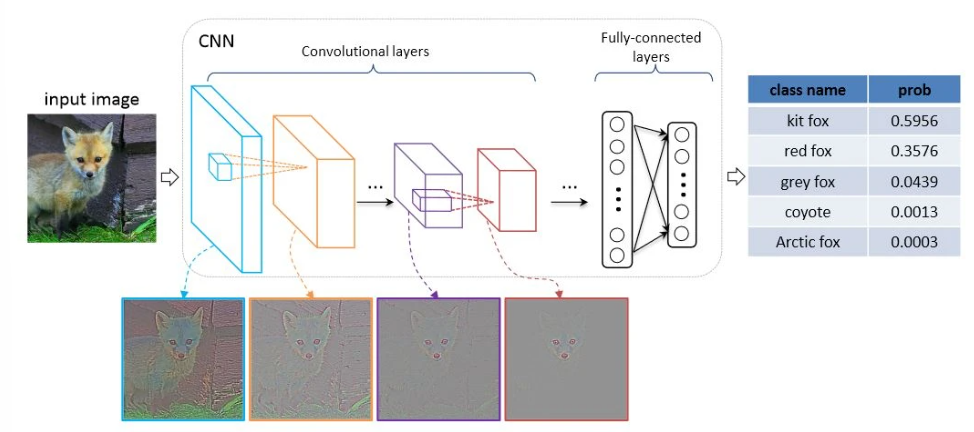 CNN
Convolutional layers
Fully-connected
layers
input image
...
...
class name prob
kit fox 0.5956
red fox 0.3576
grey fox 0.0439
coyote 0.0013
Arctic fox 0.0003